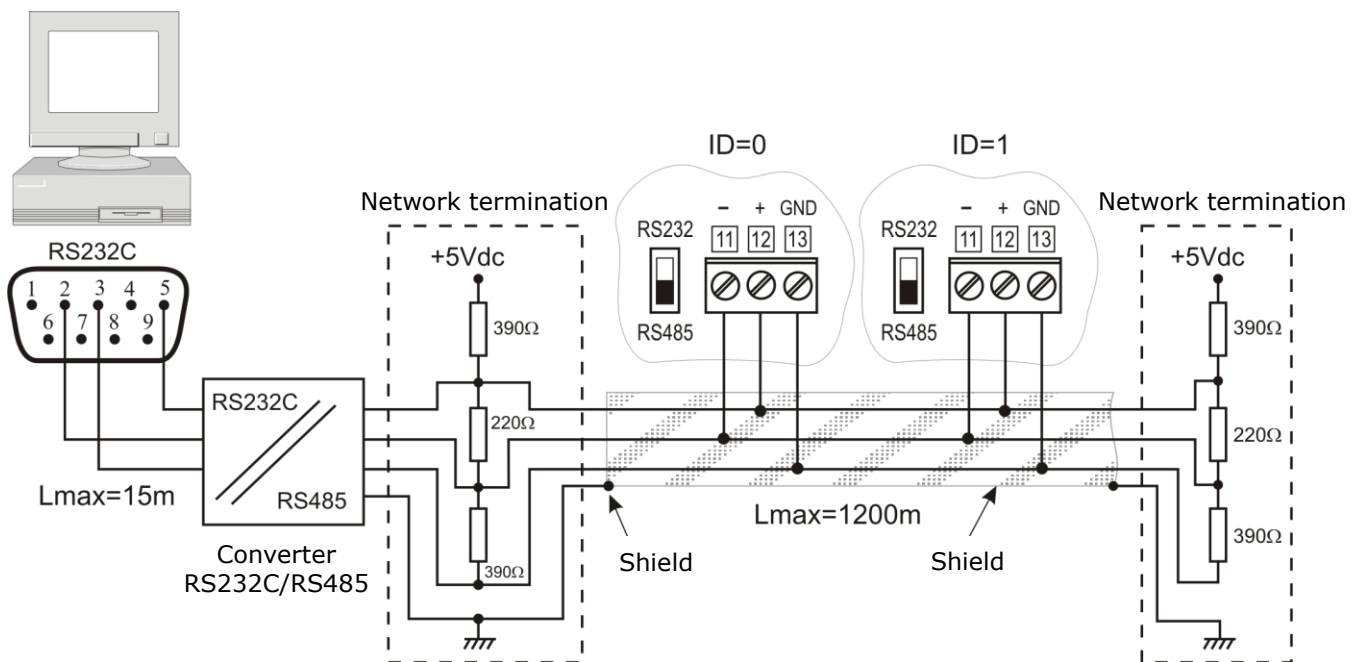 ID=0
ID=1
Network termination
Network termination
− + GND
− + GND
RS232
11 12 13
RS232
11 12 13
RS232C
+5Vdc
+5Vdc
1 2 3 4 5
6 7 8 9
390Ω
RS485
RS485
390Ω
RS232C
RS485
220Ω
220Ω
Lmax=15m
Lmax=1200m
390Ω
390Ω
Converter
RS232C/RS485
Shield
Shield